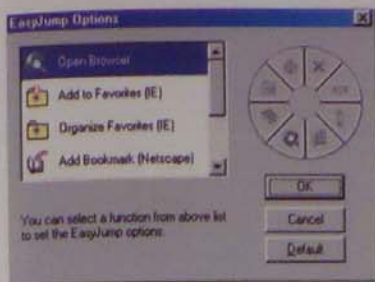 EasyJump Options
Open Browser
Add to Favorites (IE)
Organize Favorites (IE)
Add Bookmark (Netscape)
You can select a function from above list
to set the EasyJump options.
OK
Cancel
Default